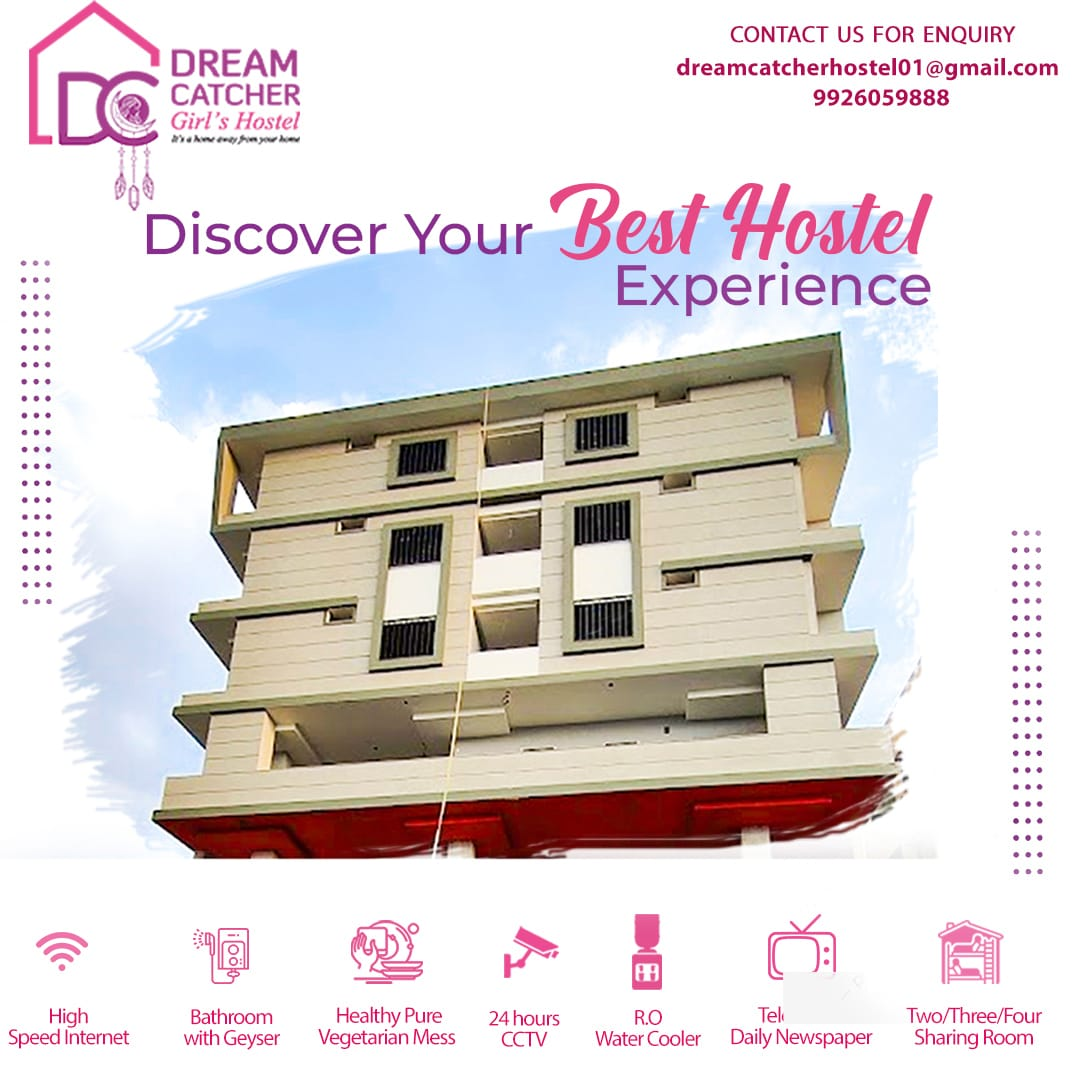 DREAM
CATCHER
Girl's Hostel
It's a home away from your home
CONTACT US FOR ENQUIRY
dreamcatcherhostel01@gmail.com
9926059888
Discover Your Best Hostel
Experience
High
Speed Internet
Bathroom
with Geyser
Healthy Pure
Vegetarian Mess
24 hours
CCTV
R.O
Water Cooler
Daily Newspaper
Two/Three/Four
Sharing Room